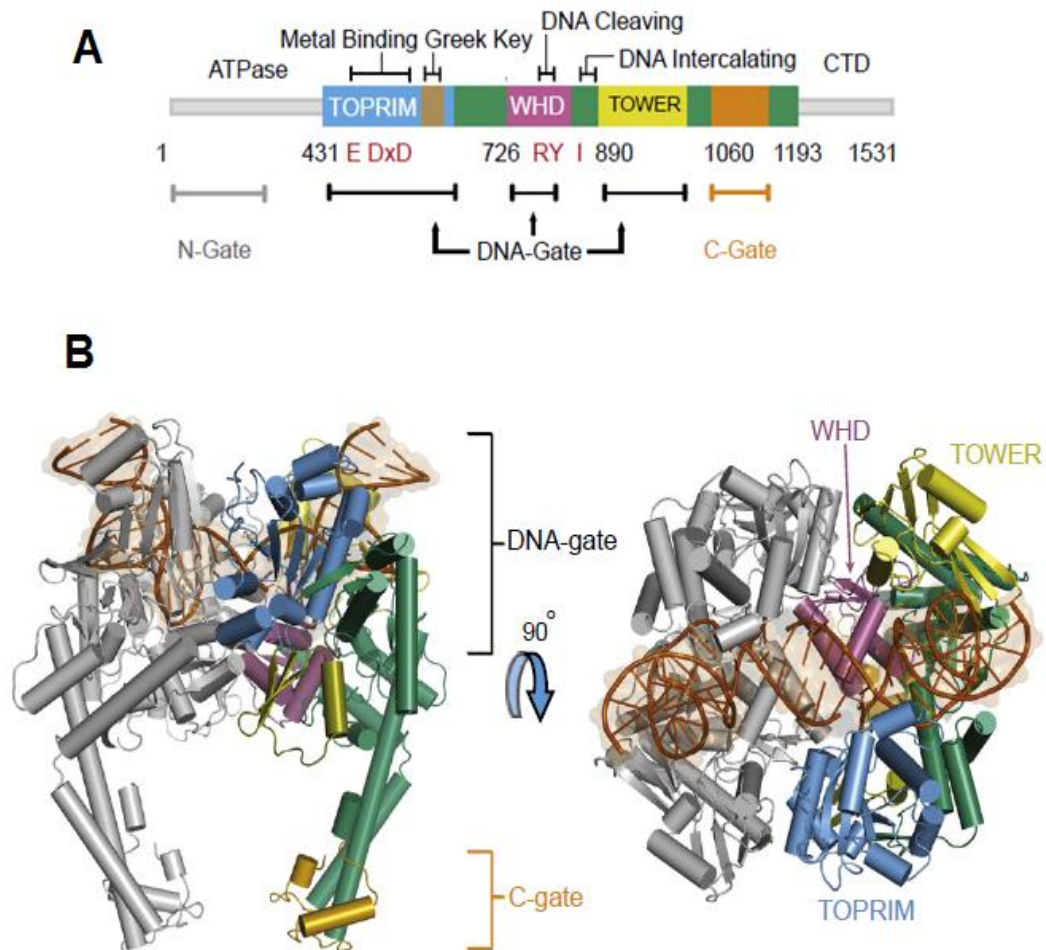 A
DNA Cleaving
Metal Binding Greek Key
DNA Intercalating
ATPase
CTD
TOPRIM
WHD
TOWER
1 431 E DxD 726 RY I 890 1060 1193 1531
N-Gate
DNA-Gate
C-Gate
B
WHD
TOWER
DNA-gate
90°
C-gate
TOPRIM